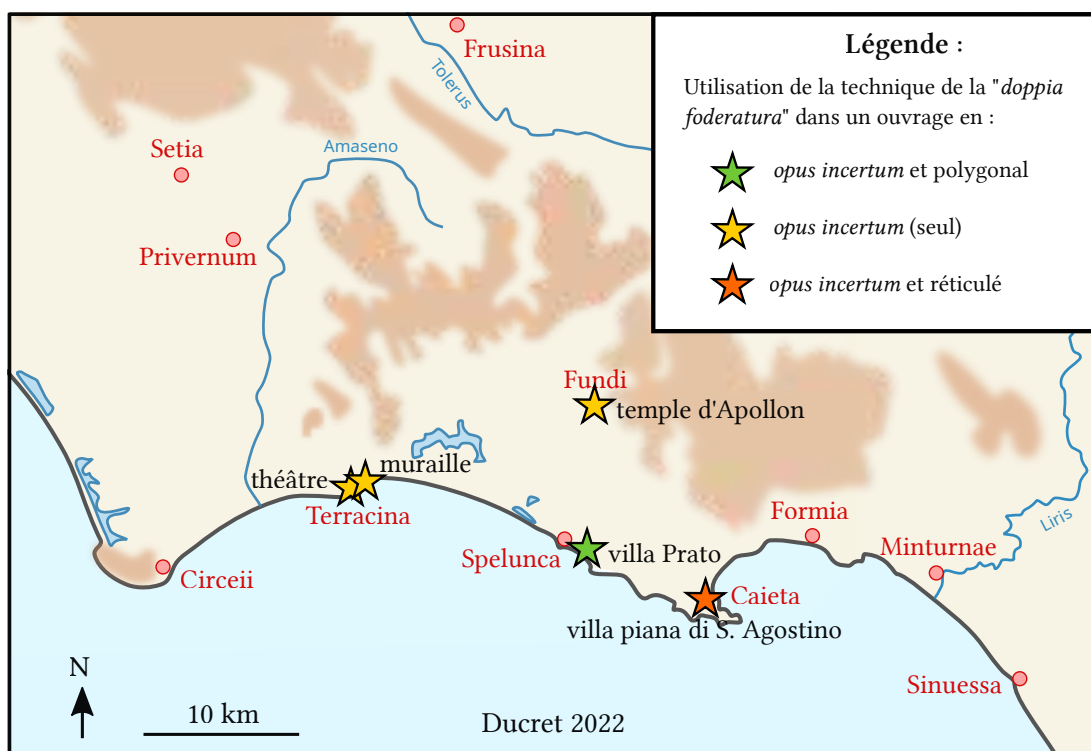 Légende :
Utilisation de la technique de la "doppia
foderatura" dans un ouvrage en :
opus incertum et polygonal
opus incertum (seul)
opus incertum et réticulé
Frusina
Tolerus
Amaseno
Setia
Privernum
Fundi
temple d'Apollon
muraille
théâtre
Terracina
Formia
Liris
Minturnae
Spelunca
villa Prato
Circeii
Caieta
villa piana di S. Agostino
Sinuessa
N
10 km
Ducret 2022